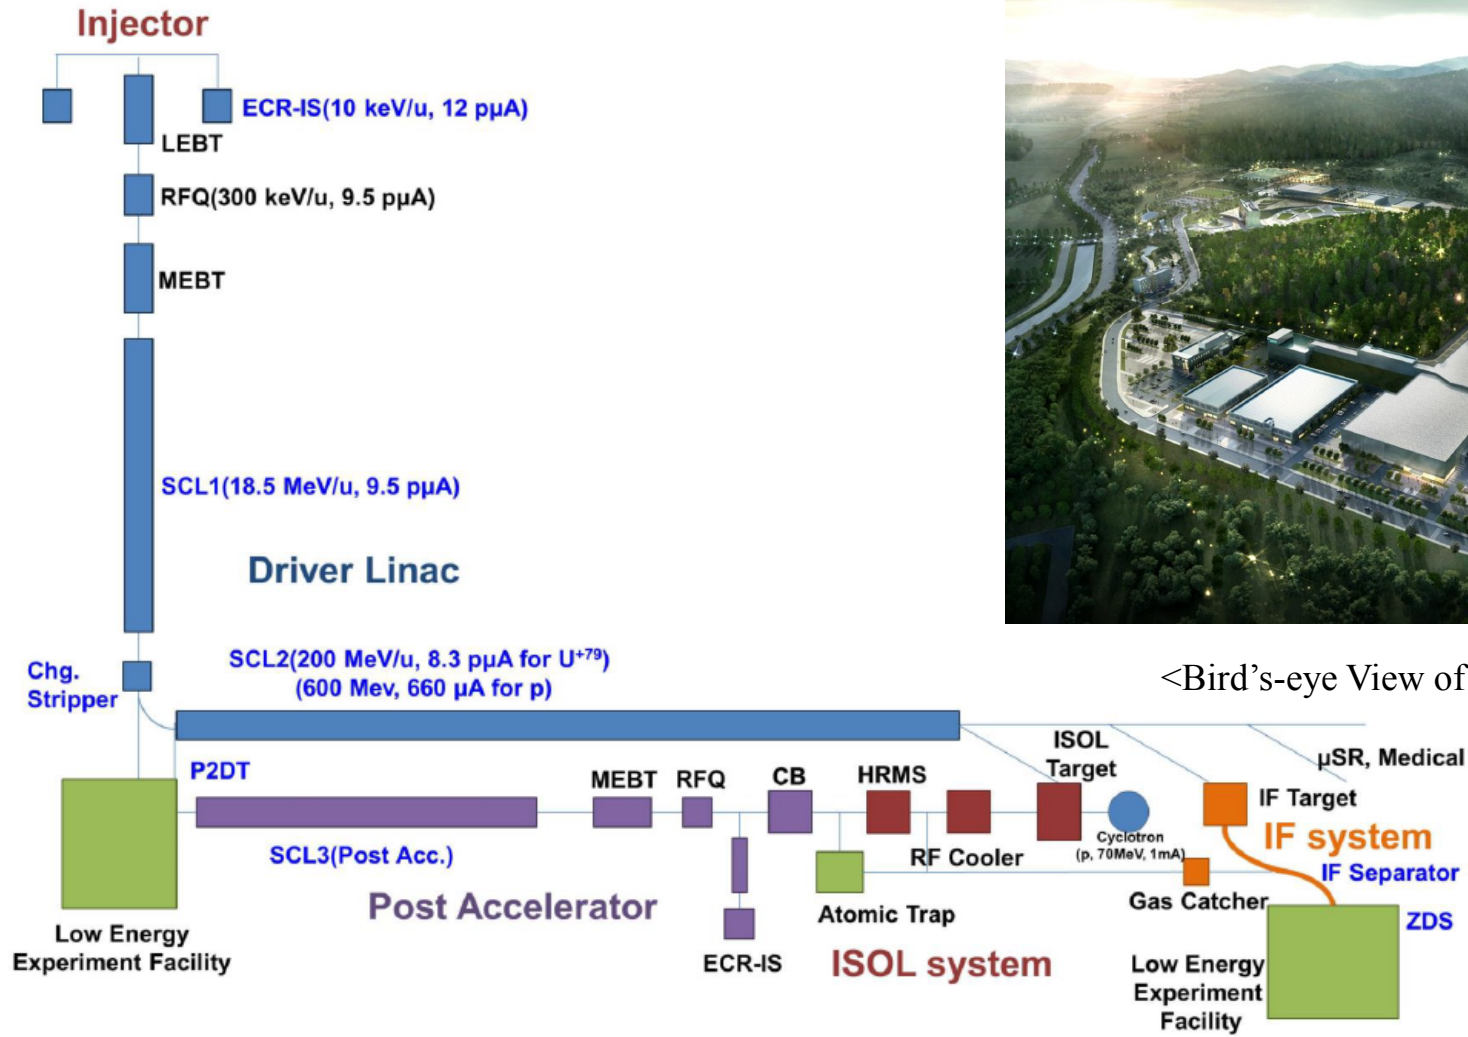 Injector
ECR-IS(10 keV/u, 12 pµA)
LEBT
RFQ(300 keV/u, 9.5 pµA)
MEBT
SCL1(18.5 MeV/u, 9.5 pµA)
Driver Linac
Chg.
Stripper
SCL2(200 MeV/u, 8.3 pµA for U+79)
(600 Mev, 660 µA for p)
<Bird's-eye View of
µSR, Medical
P2DT
MEBT
RFQ
CB
HRMS
ISOL
Target
IF Target
Cyclotron
(p, 70MeV, 1mA)
IF system
SCL3(Post Acc.)
RF Cooler
IF Separator
Post Accelerator
Atomic Trap
Gas Catcher
ZDS
Low Energy
Experiment Facility
ECR-IS
ISOL system
Low Energy
Experiment
Facility